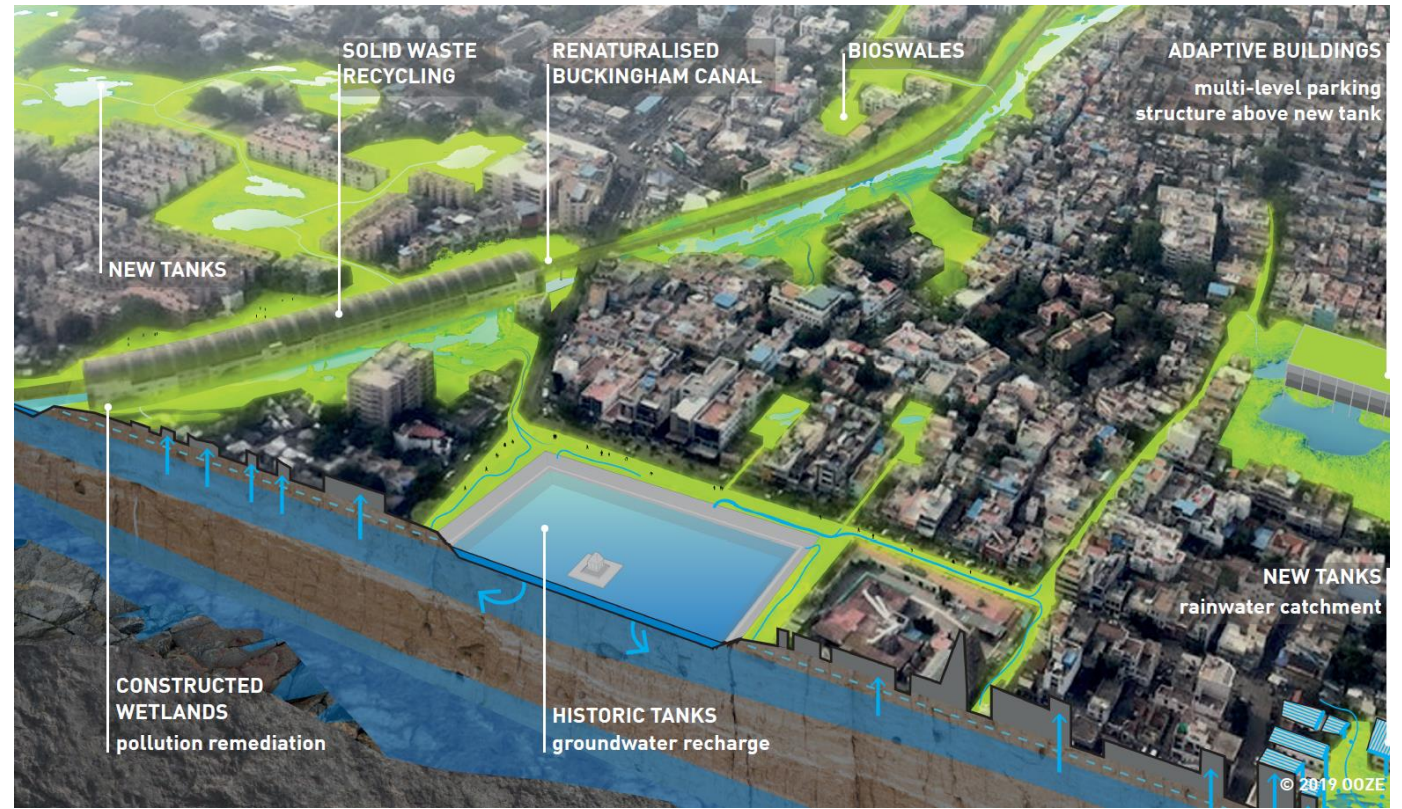 SOLID WASTE
RECYCLING
RENATURALISED
BUCKINGHAM CANAL
BIOSWALES
ADAPTIVE BUILDINGS
multi-level parking
structure above new tank
NEW TANKS
NEW TANKS
rainwater catchment
CONSTRUCTED
WETLANDS
pollution remediation
HISTORIC TANKS
groundwater recharge
© 2019 OOZE